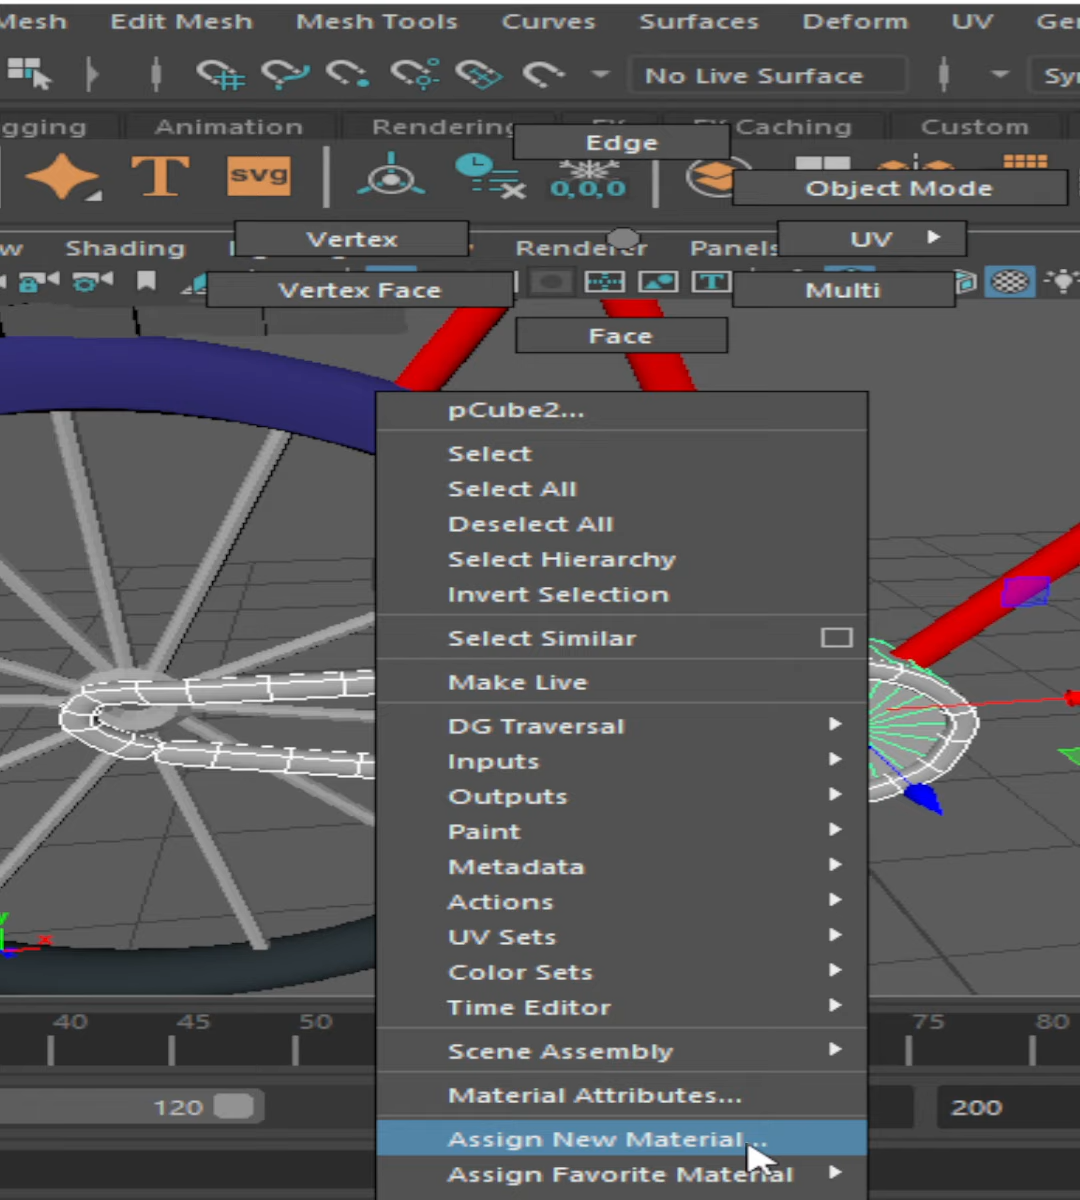 Mesh Edit Mesh Mesh Tools Curves Surfaces Deform UV
No Live Surface
Animation Rendering Caching Custom
Edge
T svg 0,0,0
Object Mode
Vertex
UV
Shading Renderer Panels
Vertex Face
Multi
T
Face
pCube2...
Select
Select All
Deselect All
Select Hierarchy
Invert Selection
Select Similar
Make Live
DG Traversal
Inputs
Outputs
Paint
Metadata
Actions
UV Sets
Color Sets
Time Editor
y
x
40 45 50 75 80
Scene Assembly
Material Attributes...
120 200
Assign New Material...
Assign Favorite Material